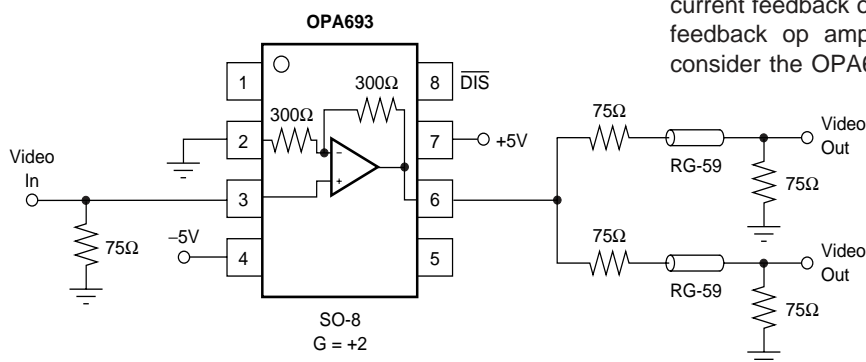 current feedback o
feedback op amp
consider the OPA6
OPA693
1
8 DIS
300Ω
300Ω
2
7
+5V
−
+
Video
In
3
6
75Ω
−5V
4
5
SO-8
G = +2
75Ω
RG-59
Video
Out
75Ω
75Ω
RG-59
Video
Out
75Ω